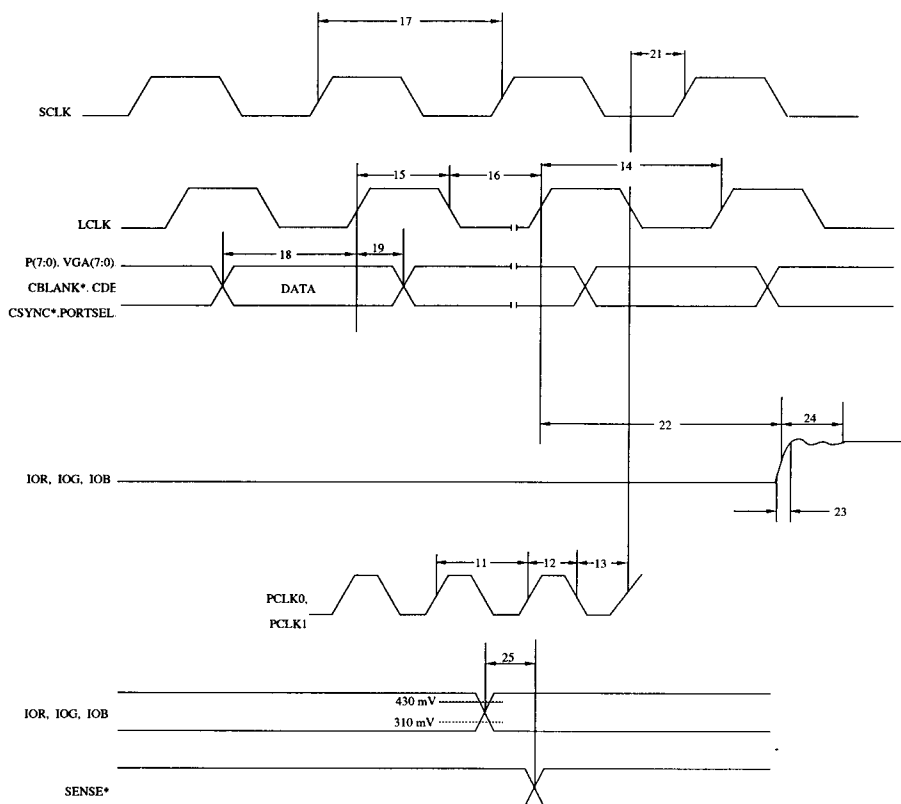 17
21
SCLK
15
16
14
LCLK
P(7:0). VGA(7:0)
18
19
CBLANK*. CDE
DATA
CSYNC*.PORTSEL
22
24
IOR, IOG, IOB
23
11
12
13
PCLK0,
PCLK1
25
430 mV
IOR, IOG, IOB
310 mV
SENSE*